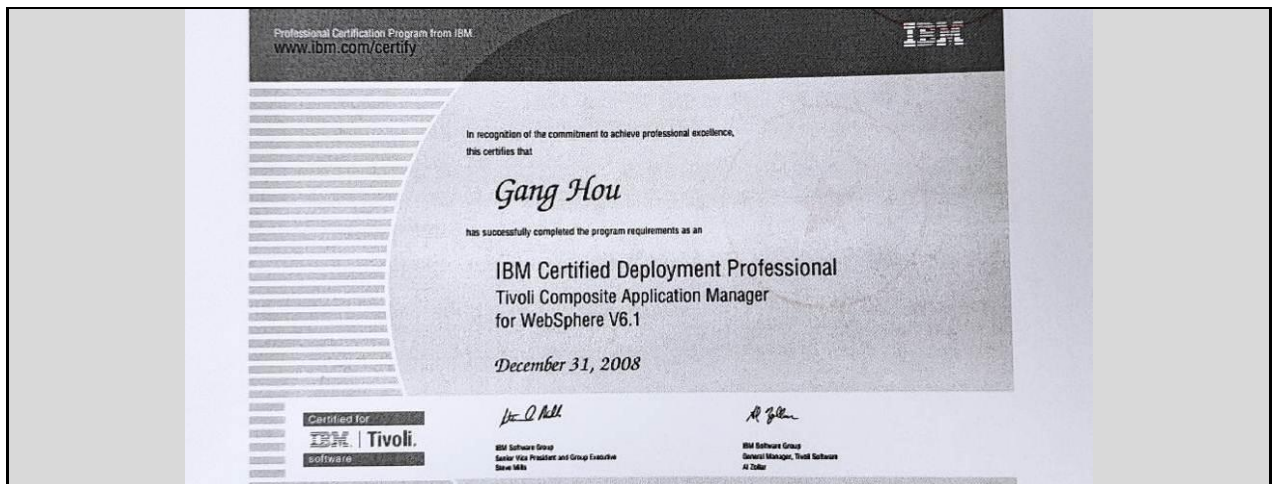 Professional Certification Program from IBM.
www.ibm.com/certify
IBM
In recognition of the commitment to achieve professional excellence,
this certifies that
Gang Hou
has successfully completed the program requirements as an
IBM Certified Deployment Professional
Tivoli Composite Application Manager
for WebSphere V6.1
December 31, 2008
Certified for
IBM. | Tivoli.
software
IBM Software Group
Senior Vice President and Group Executive
Steve Mills
IBM Software Group
General Manager, Tivoli Software
Al Zollar